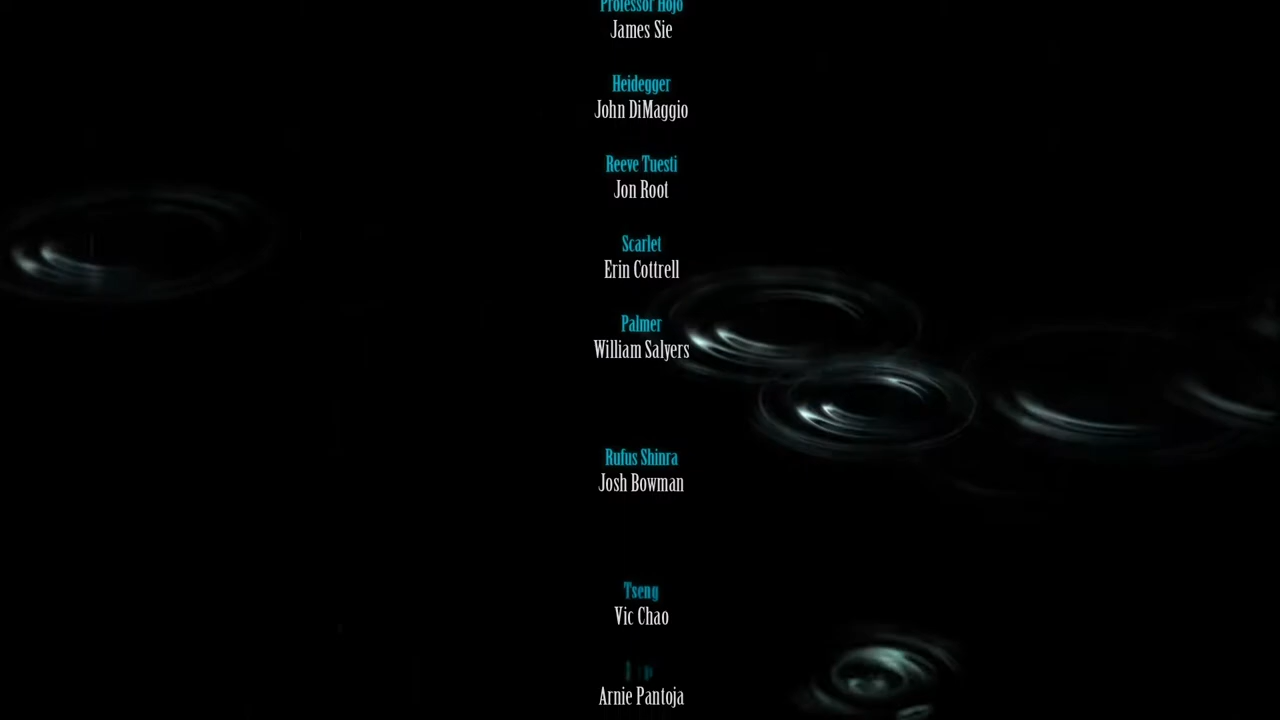 Professor Hojo
James Sie
Heidegger
John DiMaggio
Reeve Tuesti
Jon Root
Scarlet
Erin Cottrell
Palmer
William Salyers
Rufus Shinra
Josh Bowman
Tseng
Vic Chao
Arnie Pantoja